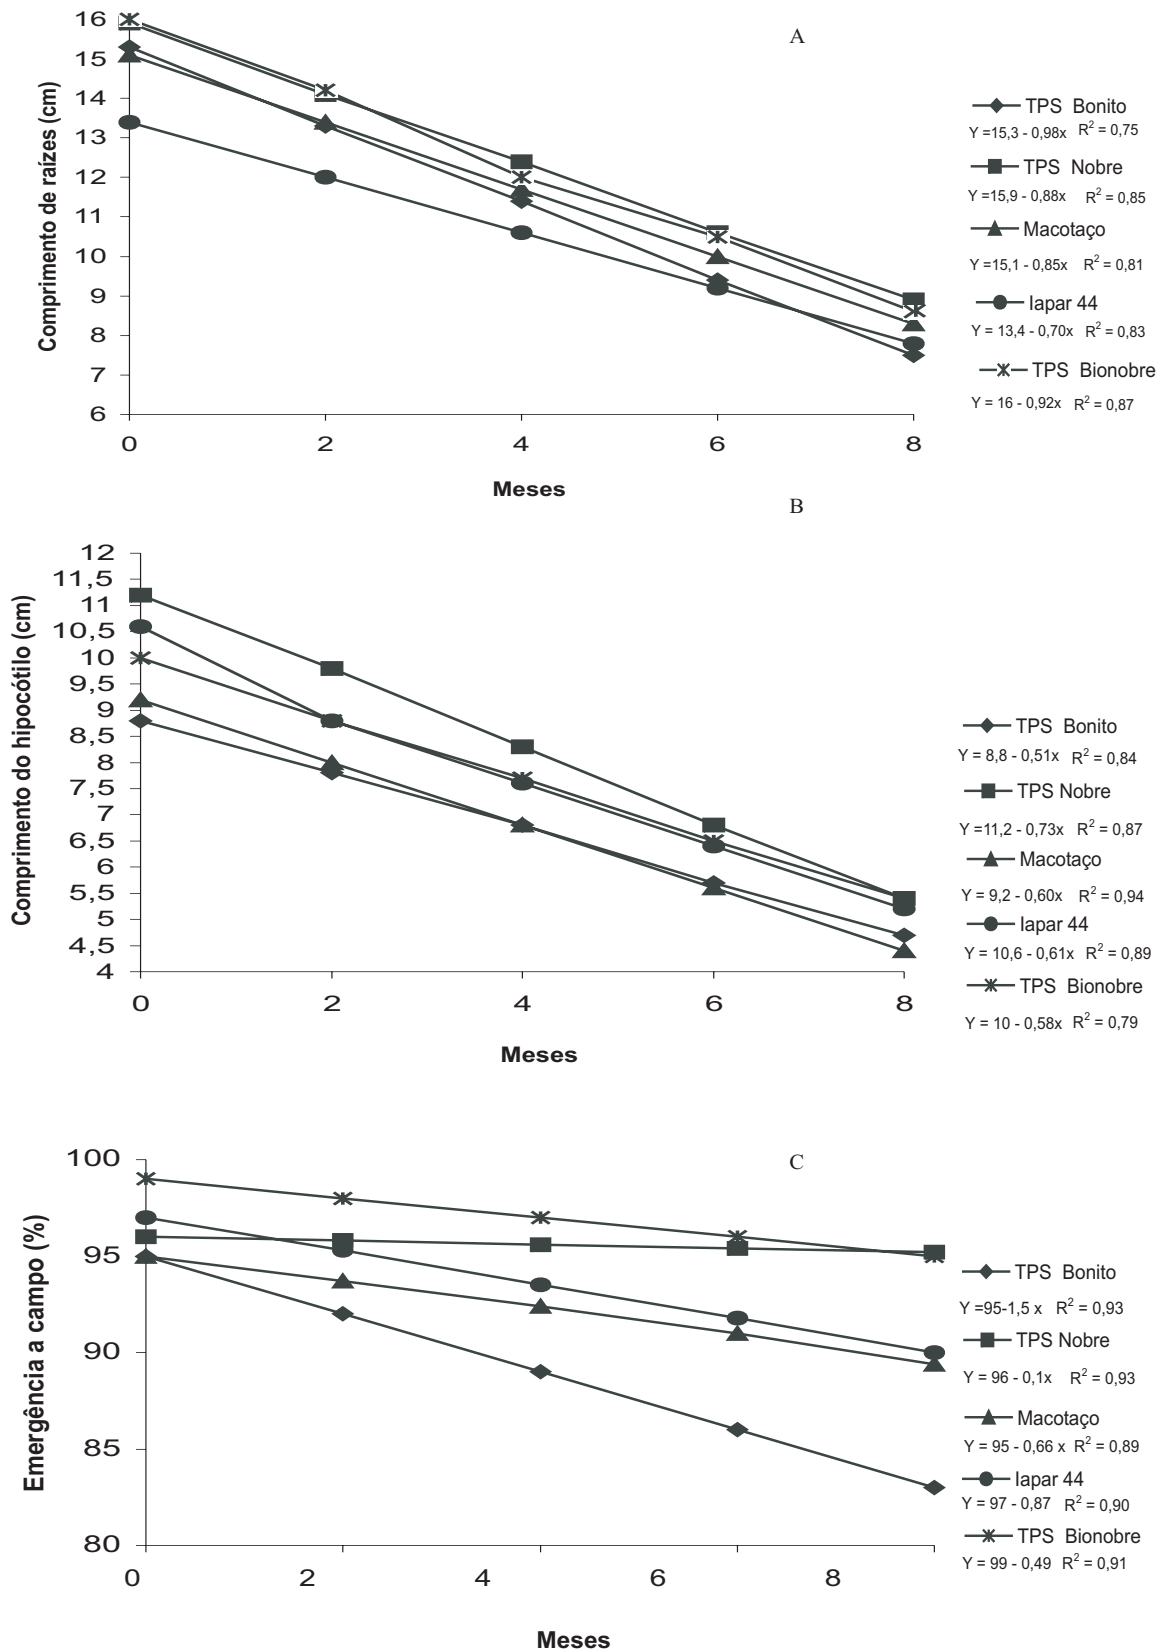 A
Comprimento de raízes (cm)
16
15
14
13
12
11
10
9
8
7
6
0 2 4 6 8
Meses
TPS Bonito
Y =15,3 - 0,98x R² = 0,75
TPS Nobre
Y =15,9 - 0,88x R² = 0,85
Macotaço
Y =15,1 - 0,85x R² = 0,81
Iapar 44
Y = 13,4 - 0,70x R² = 0,83
TPS Bionobre
Y = 16 - 0,92x R² = 0,87
B
Comprimento do hipocótilo (cm)
12
11,5
11
10,5
10
9,5
9
8,5
8
7,5
7
6,5
6
5,5
5
4,5
4
0 2 4 6 8
Meses
TPS Bonito
Y = 8,8 - 0,51x R² = 0,84
TPS Nobre
Y =11,2 - 0,73x R² = 0,87
Macotaço
Y = 9,2 - 0,60x R² = 0,94
Iapar 44
Y = 10,6 - 0,61x R² = 0,89
TPS Bionobre
Y = 10 - 0,58x R² = 0,79
C
Emergência a campo (%)
100
95
90
85
80
0 2 4 6 8
Meses
TPS Bonito
Y =95-1,5 x R² = 0,93
TPS Nobre
Y = 96 - 0,1x R² = 0,93
Macotaço
Y = 95 - 0,66 x R² = 0,89
Iapar 44
Y = 97 - 0,87 R² = 0,90
TPS Bionobre
Y = 99 - 0,49 R² = 0,91